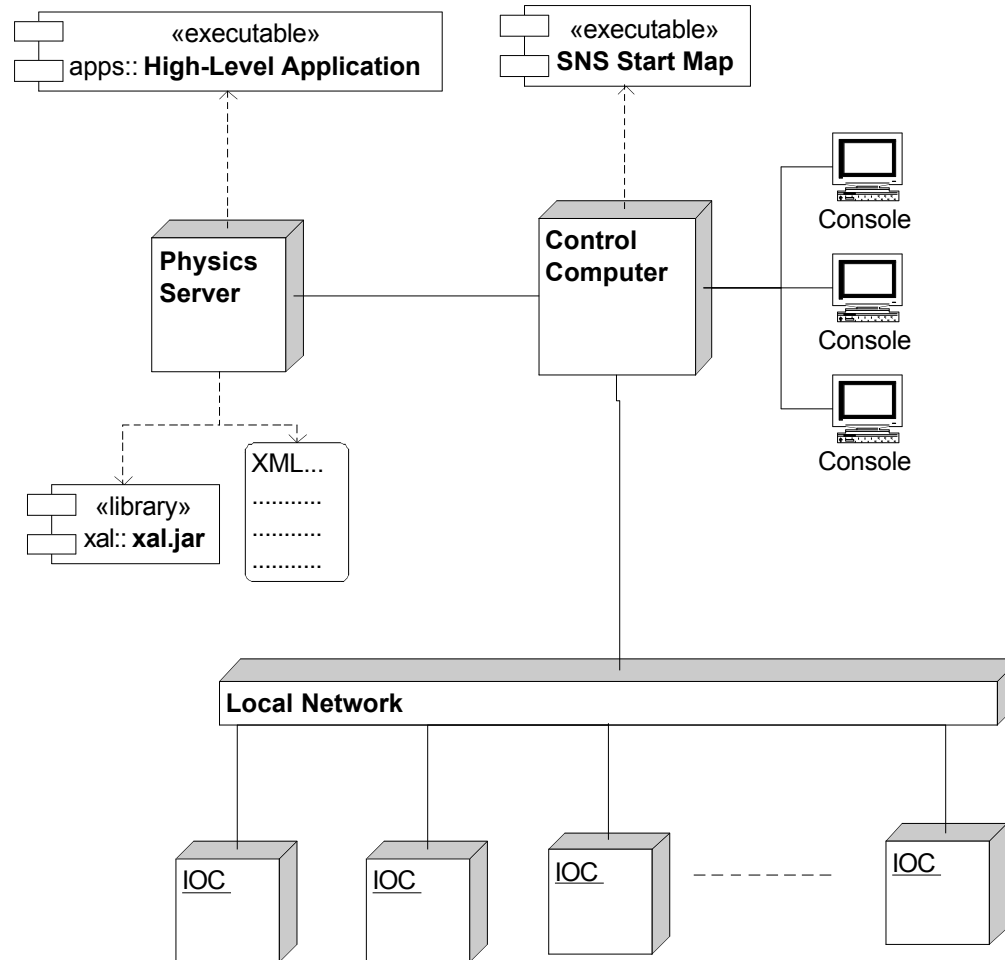 «executable»
apps:: High-Level Application
«executable»
SNS Start Map
Console
Physics
Server
Control
Computer
Console
Console
«library»
xal:: xal.jar
XML...
...........
...........
...........
Local Network
IOC
IOC
IOC
IOC